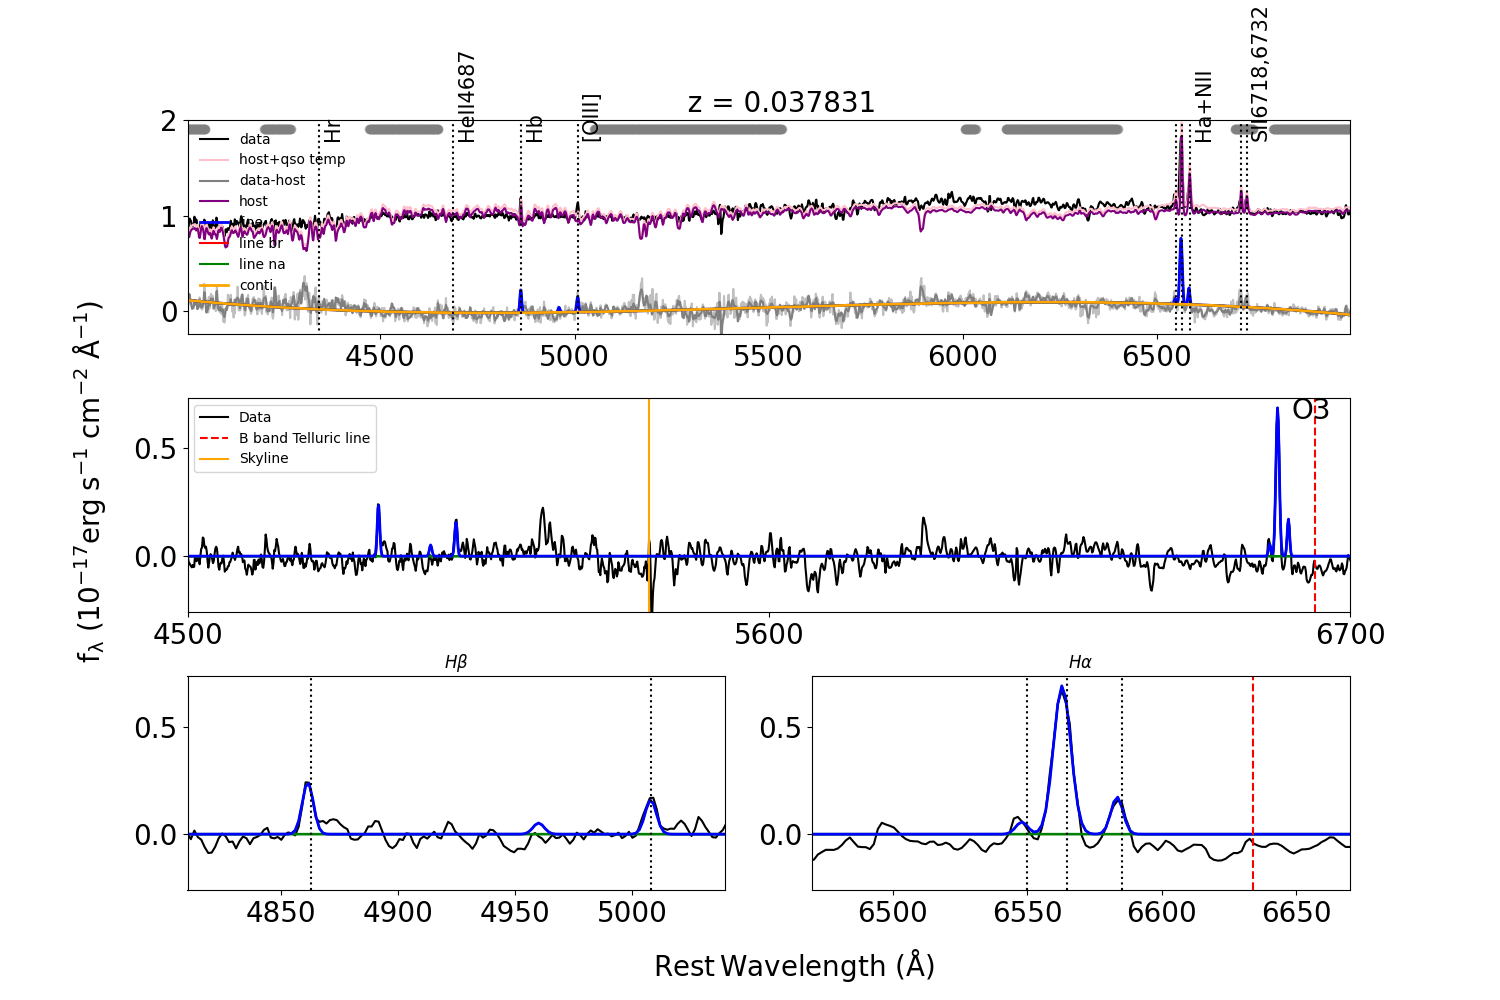 z = 0.037831
Hr
HeII4687
Hb
[OIII]
Ha+NII
SII6718,6732
2
1
0
data
host+qso temp
data-host
host
line
line br
line na
conti
4500 5000 5500 6000 6500
fλ (10⁻¹⁷erg s⁻¹ cm⁻² Å⁻¹)
0.5
0.0
Data
B band Telluric line
Skyline
O3
4500 5600 6700
Hβ
0.5
0.0
4850 4900 4950 5000
Hα
0.5
0.0
6500 6550 6600 6650
Rest Wavelength (Å)